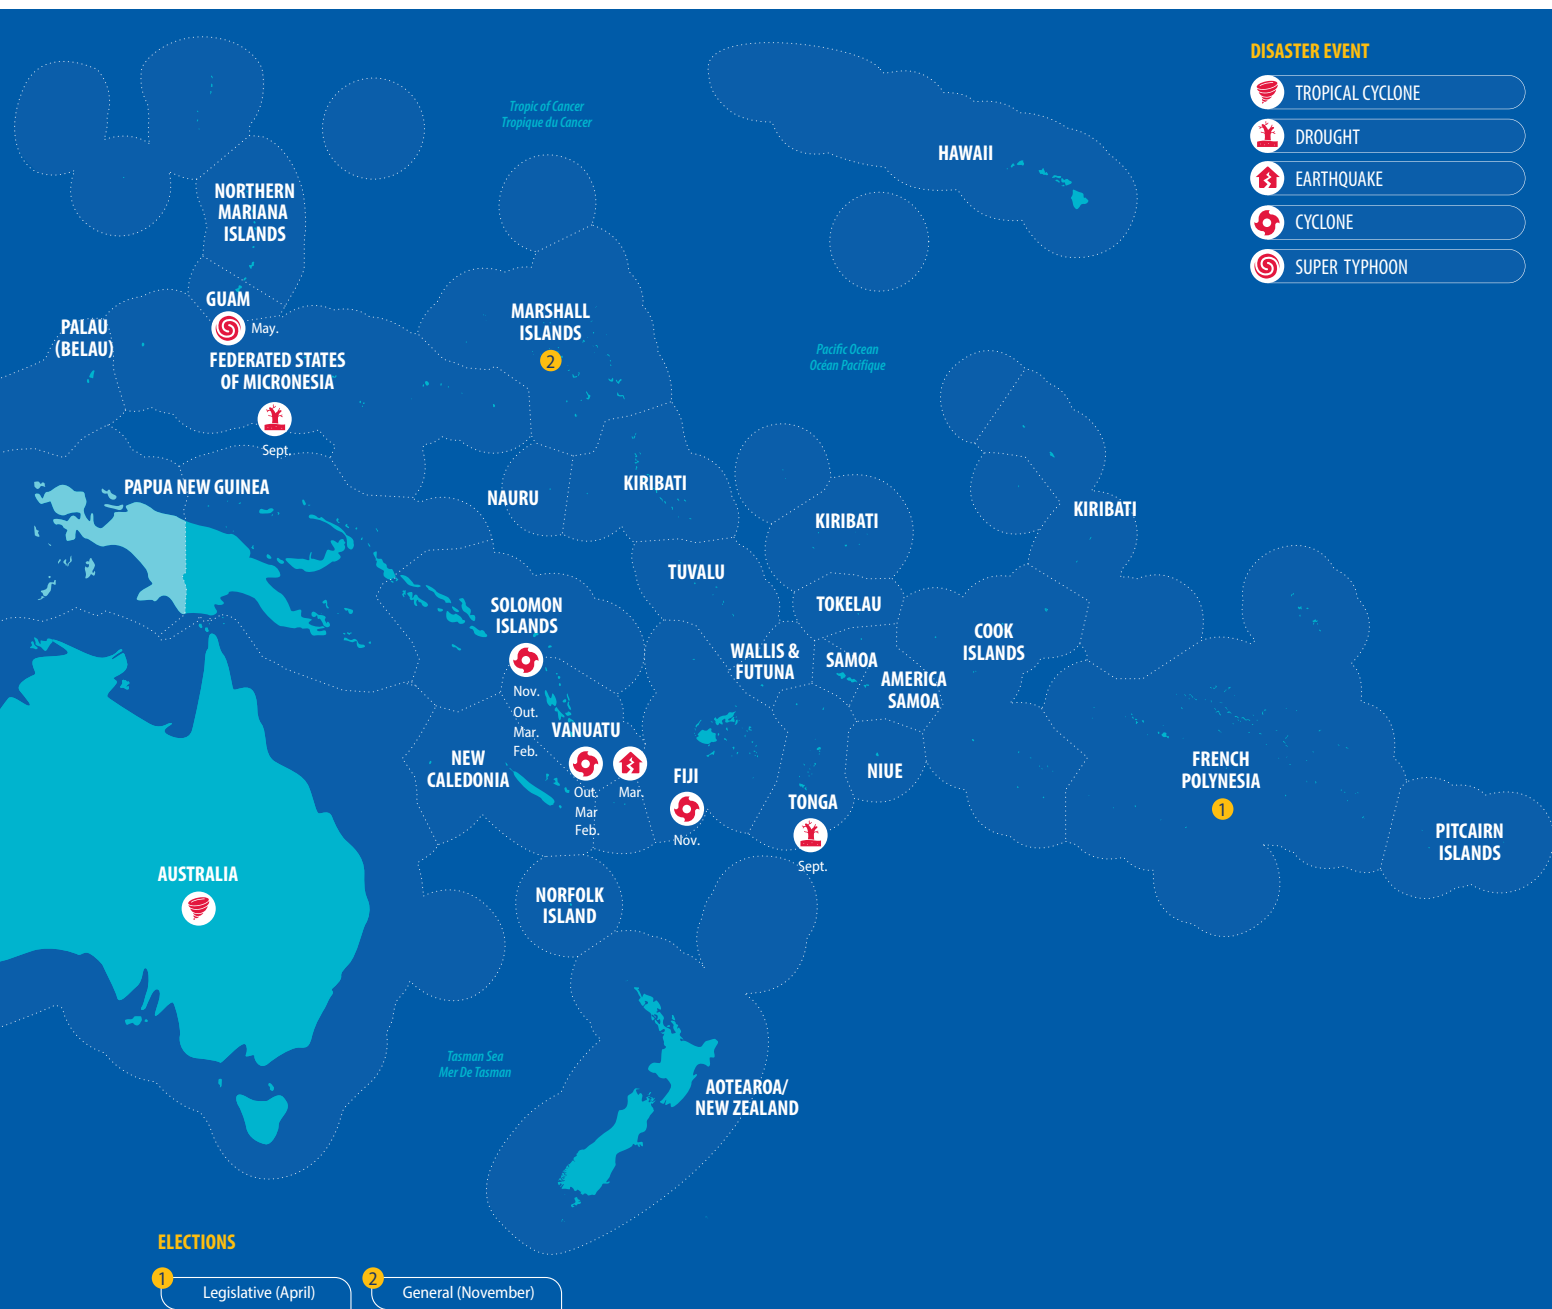 DISASTER EVENT
TROPICAL CYCLONE
DROUGHT
EARTHQUAKE
CYCLONE
SUPER TYPHOON
Tropic of Cancer
Tropique du Cancer
HAWAII
NORTHERN
MARIANA
ISLANDS
GUAM
May.
PALAU
(BELAU)
MARSHALL
ISLANDS
2
FEDERATED STATES
OF MICRONESIA
Sept.
Pacific Ocean
Océan Pacifique
PAPUA NEW GUINEA
NAURU
KIRIBATI
KIRIBATI
KIRIBATI
TUVALU
TOKELAU
SOLOMON
ISLANDS
Nov.
Out.
Mar.
Feb.
WALLIS &
FUTUNA
SAMOA
AMERICA
SAMOA
COOK
ISLANDS
VANUATU
Out.
Mar
Feb.
Mar.
NEW
CALEDONIA
FIJI
Nov.
TONGA
Sept.
NIUE
FRENCH
POLYNESIA
1
PITCAIRN
ISLANDS
AUSTRALIA
NORFOLK
ISLAND
Tasman Sea
Mer De Tasman
AOTEAROA/
NEW ZEALAND
ELECTIONS
1
Legislative (April)
2
General (November)